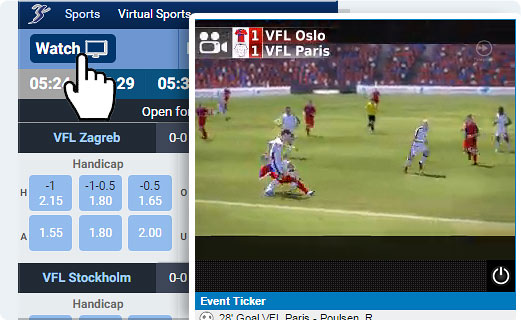 Sports Virtual Sports
Watch
05:24 29 05:3
Open for
VFL Zagreb 0-0
Handicap
-1 -1-0.5 -0.5
H 2.15 1.80 1.65 O
A 1.55 1.80 2.00 U
VFL Stockholm 0-0
Handicap
1 VFL Oslo
1 VFL Paris
Event Ticker
28' Goal VFL Paris - Poulsen, R.